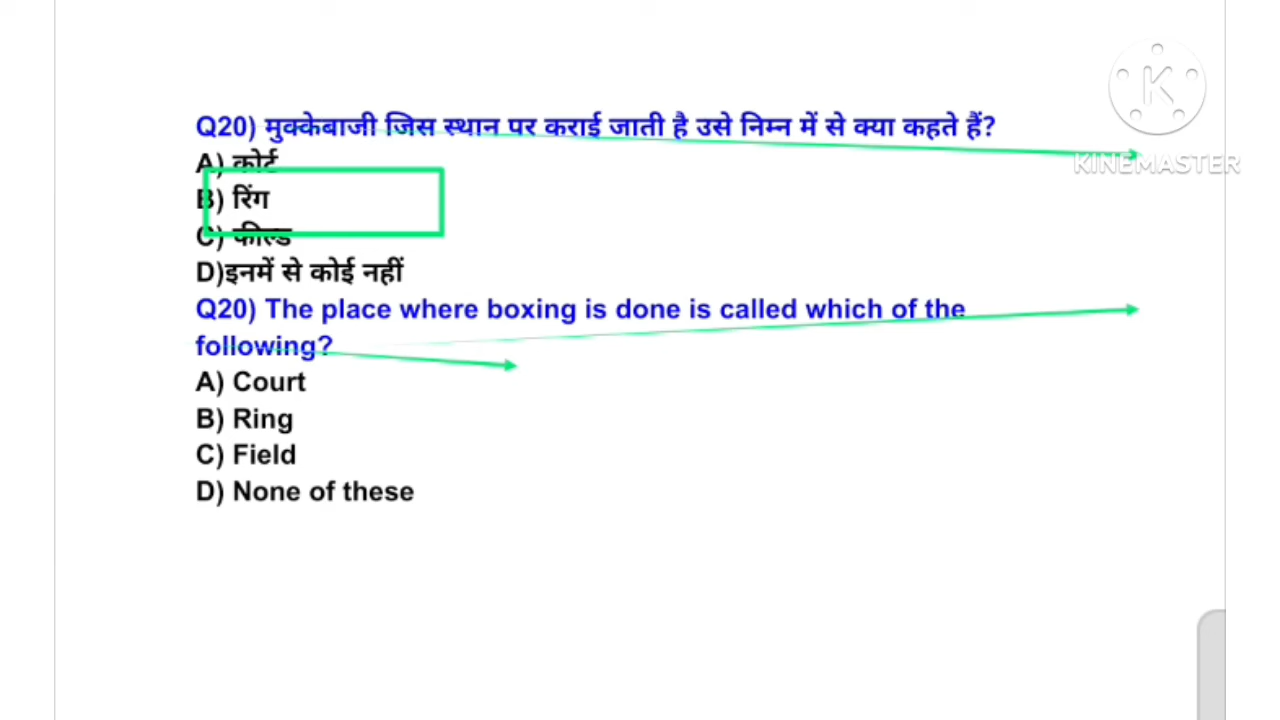 Q20) मुक्केबाजी जिस स्थान पर कराई जाती है उसे निम्न में से क्या कहते हैं?
A) कोर्ट
B) रिंग
C) फील्ड
D)इनमें से कोई नहीं
Q20) The place where boxing is done is called which of the
following?
A) Court
B) Ring
C) Field
D) None of these
K
KINEMASTER